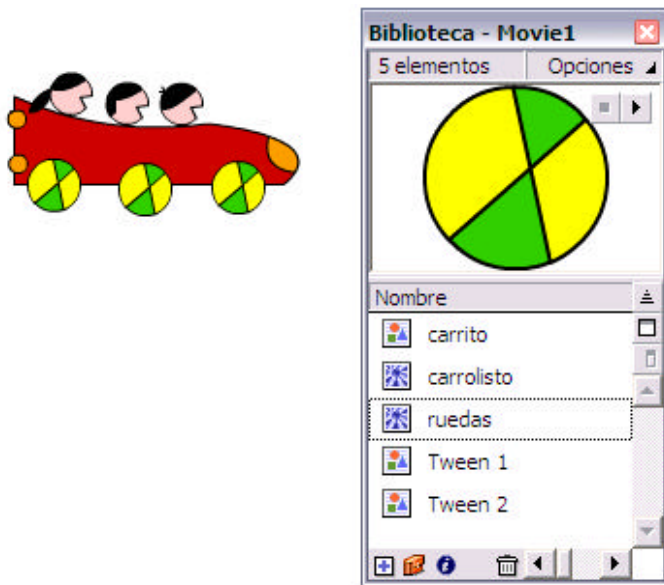 Biblioteca - Movie1
5 elementos Opciones
Nombre
carrito
carrolisto
ruedas
Tween 1
Tween 2